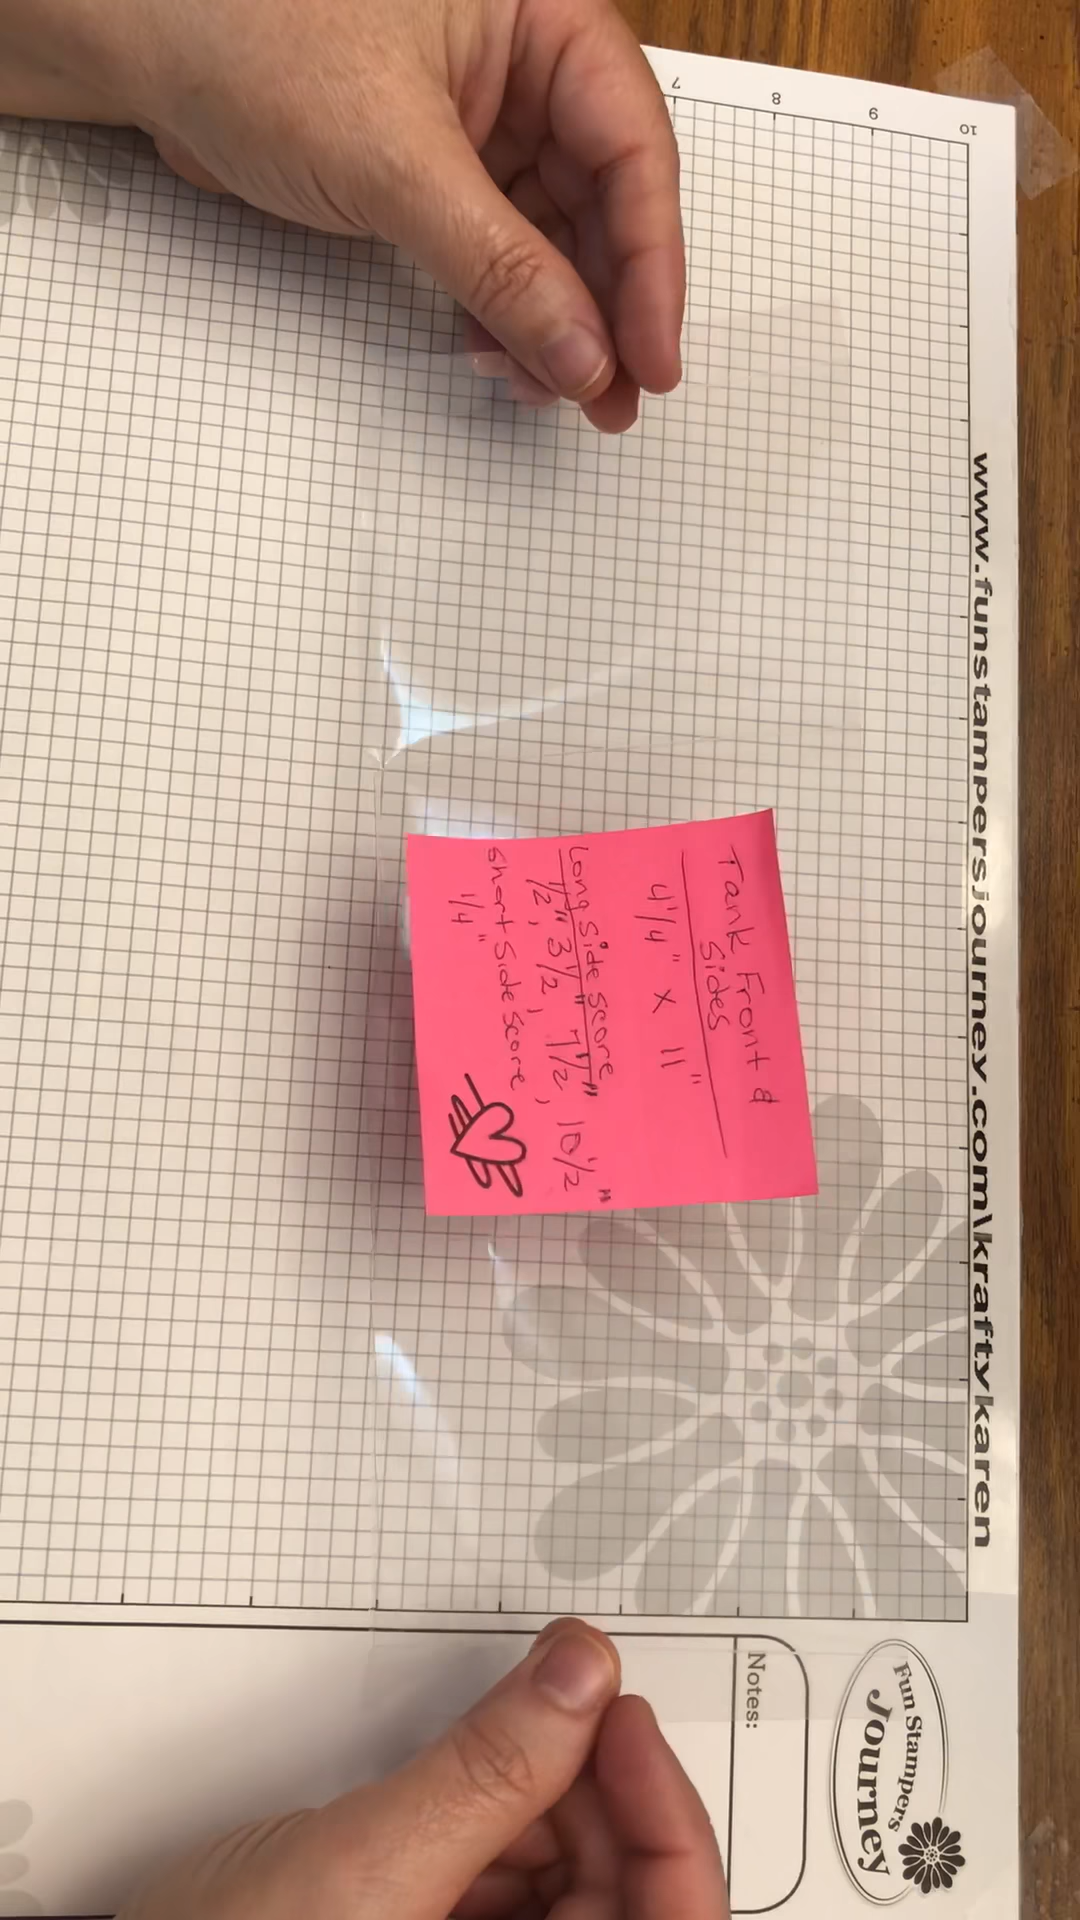 Tank Front &
Sides
4 1/4" x 11"
Long Side Score
1/2", 3 1/2", 7 1/2", 10 1/2"
Short Side Score
1/4"
www.funstampersjourney.com\kraftykaren
7 8 9 10
Notes:
Fun Stampers
Journey